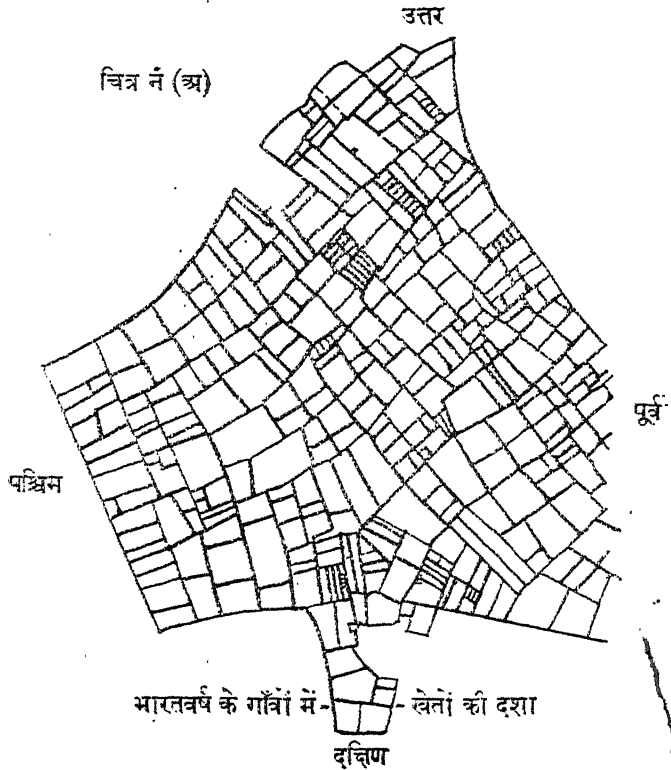 उत्तर
चित्र नं (अ)
पूर्व
पश्चिम
भारतवर्ष के गाँवों में - - खेतों की दशा
दक्षिण